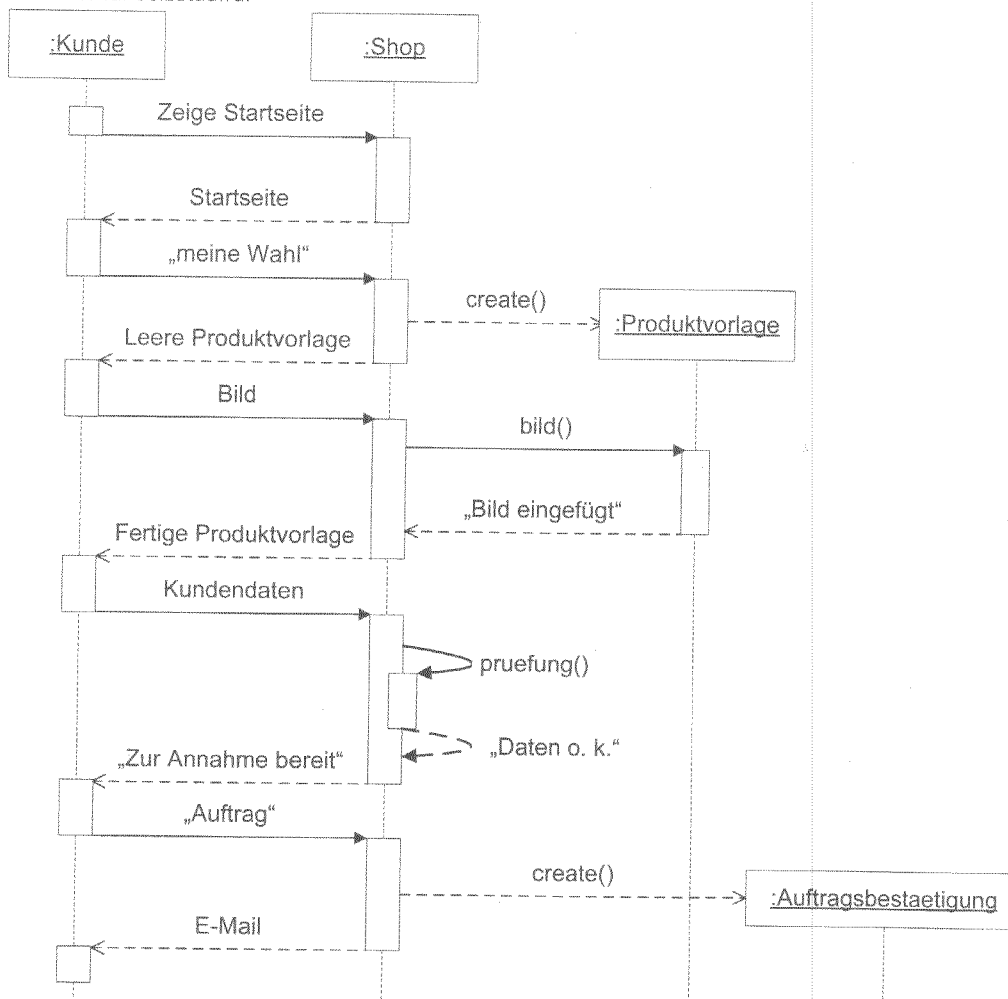 :Kunde
:Shop
Zeige Startseite
Startseite
„meine Wahl“
create()
:Produktvorlage
Leere Produktvorlage
Bild
bild()
„Bild eingefügt“
Fertige Produktvorlage
Kundendaten
pruefung()
„Daten o. k.“
„Zur Annahme bereit“
„Auftrag“
create()
:Auftragsbestaetigung
E-Mail